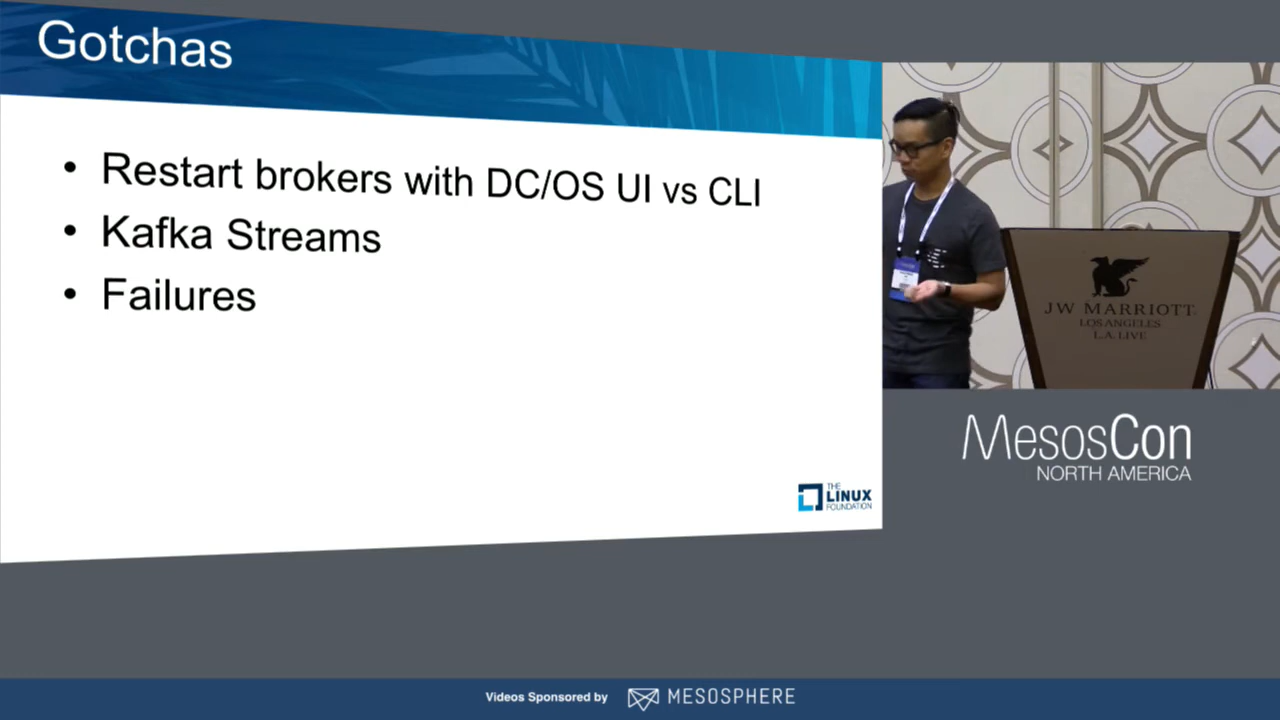 Gotchas
• Restart brokers with DC/OS UI vs CLI
• Kafka Streams
• Failures
THE
LINUX
FOUNDATION
JW MARRIOTT
LOS ANGELES
L.A. LIVE
MesosCon
NORTH AMERICA
Videos Sponsored by MESOSPHERE